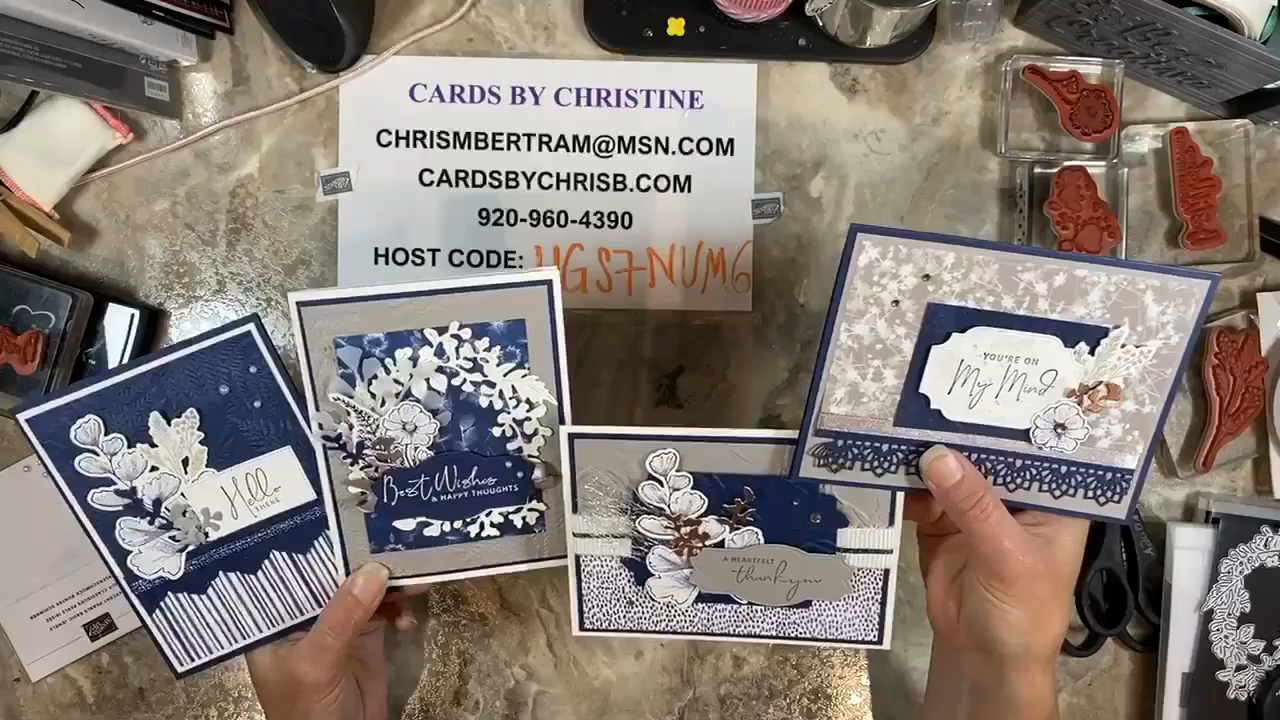 CARDS BY CHRISTINE
CHRISMBERTRAM@MSN.COM
CARDSBYCHRISB.COM
920-960-4390
HOST CODE: HGS7NUM6
Hello
THERE
Best Wishes
& HAPPY THOUGHTS
A HEARTFELT
thank you
YOU'RE ON
My Mind